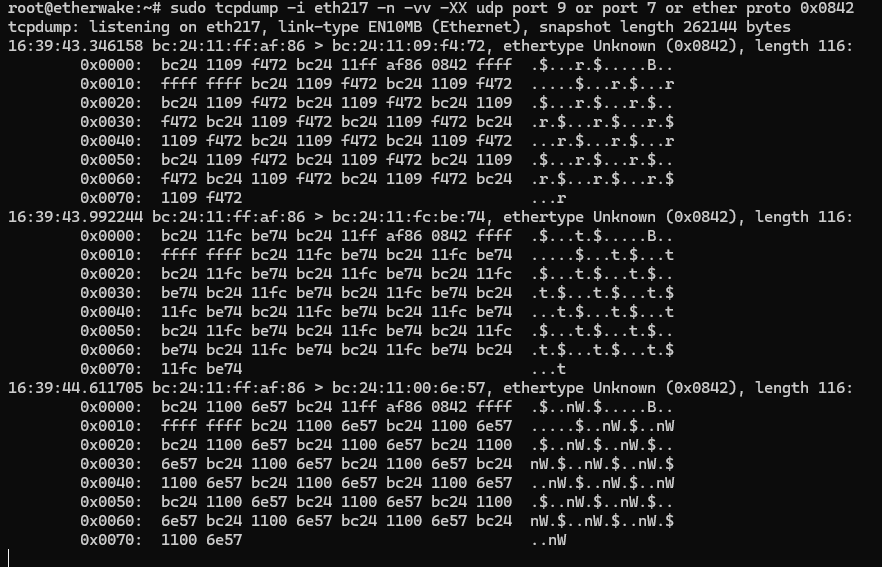 root@etherwake:~# sudo tcpdump -i eth217 -n -vv -XX udp port 9 or port 7 or ether proto 0x0842
tcpdump: listening on eth217, link-type EN10MB (Ethernet), snapshot length 262144 bytes
16:39:43.346158 bc:24:11:ff:af:86 > bc:24:11:09:f4:72, ethertype Unknown (0x0842), length 116:
0x0000:  bc24 1109 f472 bc24 11ff af86 0842 ffff  .$...r.$.....B..
0x0010:  ffff ffff bc24 1109 f472 bc24 1109 f472  .....$...r.$...r
0x0020:  bc24 1109 f472 bc24 1109 f472 bc24 1109  .$...r.$...r.$..
0x0030:  f472 bc24 1109 f472 bc24 1109 f472 bc24  .r.$...r.$...r.$
0x0040:  1109 f472 bc24 1109 f472 bc24 1109 f472  ...r.$...r.$...r
0x0050:  bc24 1109 f472 bc24 1109 f472 bc24 1109  .$...r.$...r.$..
0x0060:  f472 bc24 1109 f472 bc24 1109 f472 bc24  .r.$...r.$...r.$
0x0070:  1109 f472                                ...r
16:39:43.992244 bc:24:11:ff:af:86 > bc:24:11:fc:be:74, ethertype Unknown (0x0842), length 116:
0x0000:  bc24 11fc be74 bc24 11ff af86 0842 ffff  .$...t.$.....B..
0x0010:  ffff ffff bc24 11fc be74 bc24 11fc be74  .....$...t.$...t
0x0020:  bc24 11fc be74 bc24 11fc be74 bc24 11fc  .$...t.$...t.$..
0x0030:  be74 bc24 11fc be74 bc24 11fc be74 bc24  .t.$...t.$...t.$
0x0040:  11fc be74 bc24 11fc be74 bc24 11fc be74  ...t.$...t.$...t
0x0050:  bc24 11fc be74 bc24 11fc be74 bc24 11fc  .$...t.$...t.$..
0x0060:  be74 bc24 11fc be74 bc24 11fc be74 bc24  .t.$...t.$...t.$
0x0070:  11fc be74                                ...t
16:39:44.611705 bc:24:11:ff:af:86 > bc:24:11:00:6e:57, ethertype Unknown (0x0842), length 116:
0x0000:  bc24 1100 6e57 bc24 11ff af86 0842 ffff  .$..nW.$.....B..
0x0010:  ffff ffff bc24 1100 6e57 bc24 1100 6e57  .....$..nW.$..nW
0x0020:  bc24 1100 6e57 bc24 1100 6e57 bc24 1100  .$..nW.$..nW.$..
0x0030:  6e57 bc24 1100 6e57 bc24 1100 6e57 bc24  nW.$..nW.$..nW.$
0x0040:  1100 6e57 bc24 1100 6e57 bc24 1100 6e57  ..nW.$..nW.$..nW
0x0050:  bc24 1100 6e57 bc24 1100 6e57 bc24 1100  .$..nW.$..nW.$..
0x0060:  6e57 bc24 1100 6e57 bc24 1100 6e57 bc24  nW.$..nW.$..nW.$
0x0070:  1100 6e57                                ..nW